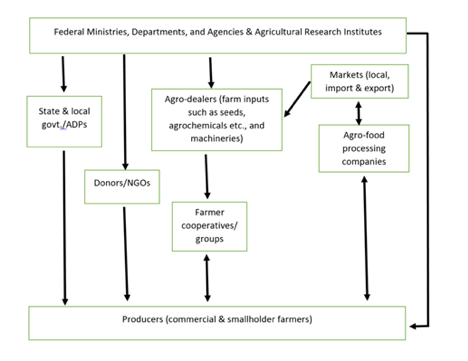 Federal Ministries, Departments, and Agencies & Agricultural Research Institutes
Markets (local,
import & export)
State & local
govt./ADPs
Agro-dealers (farm inputs
such as seeds,
agrochemicals etc., and
machineries)
Agro-food
processing
companies
Donors/NGOs
Farmer
cooperatives/
groups
Producers (commercial & smallholder farmers)